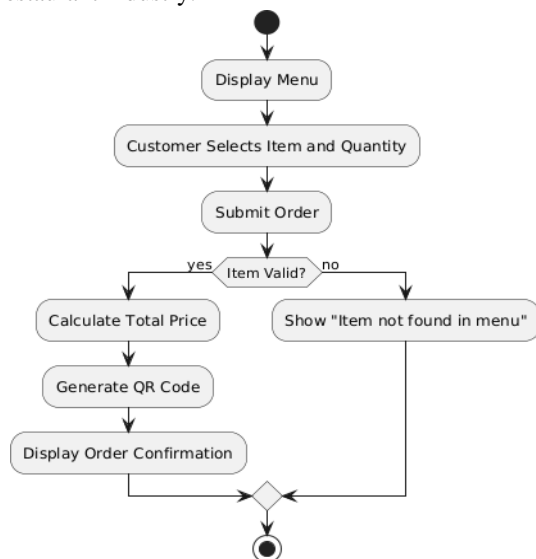 Display Menu
Customer Selects Item and Quantity
Submit Order
yes
Item Valid?
no
Calculate Total Price
Show "Item not found in menu"
Generate QR Code
Display Order Confirmation